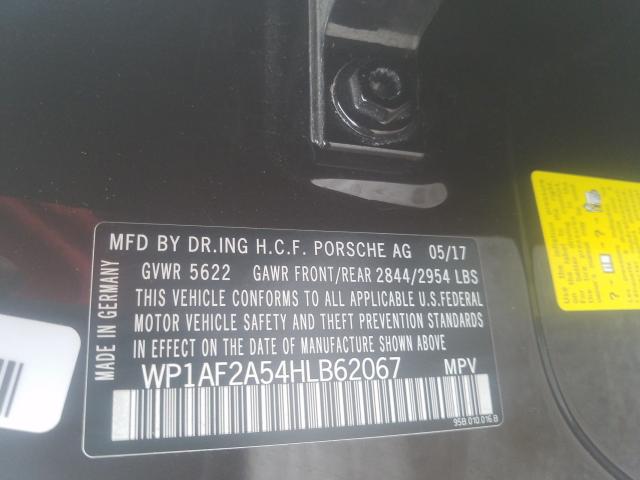 MFD BY DR.ING H.C.F. PORSCHE AG 05/17
GVWR 5622 GAWR FRONT/REAR 2844/2954 LBS
THIS VEHICLE CONFORMS TO ALL APPLICABLE U.S.FEDERAL
MOTOR VEHICLE SAFETY AND THEFT PREVENTION STANDARDS
IN EFFECT ON THE DATE OF MANUFACTURE SHOWN ABOVE
WP1AF2A54HLB62067 MPV
95B.010.016 B
MADE IN GERMANY